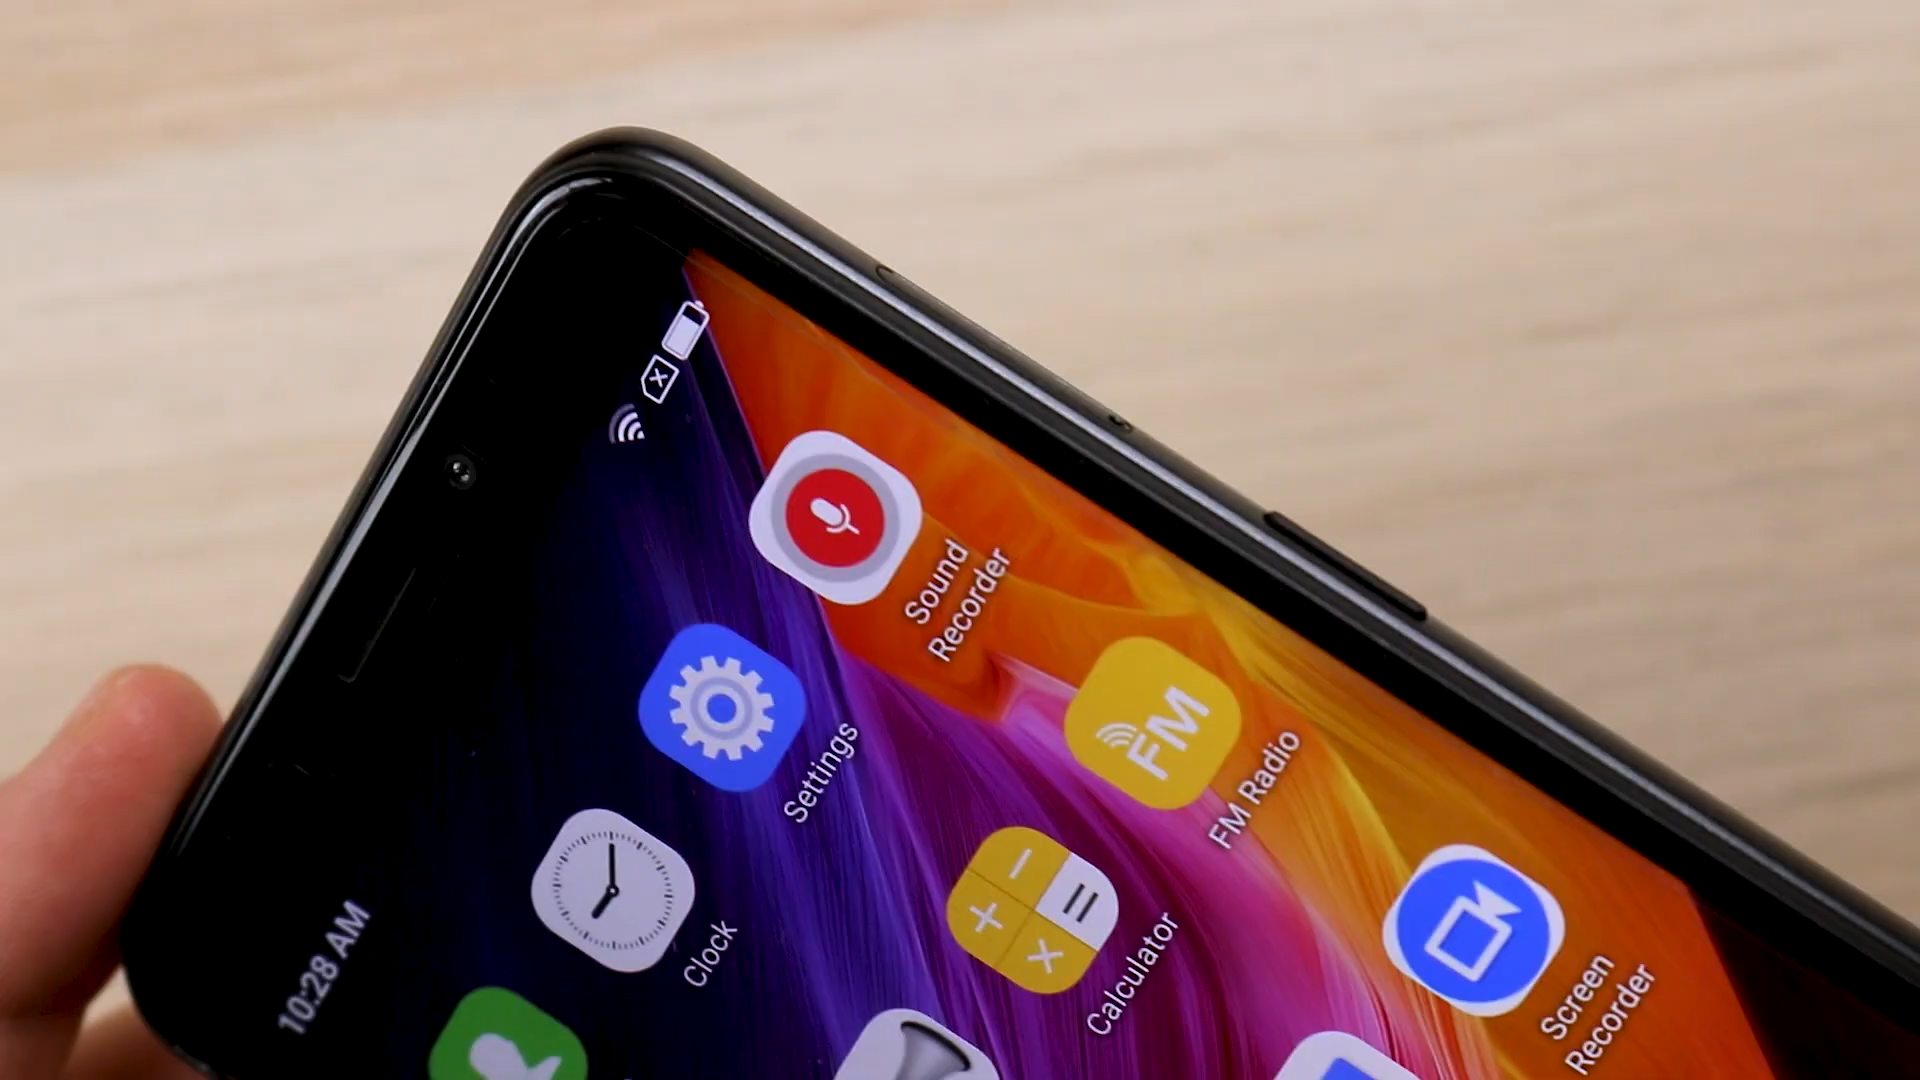 10:28 AM
Clock
Settings
Sound
Recorder
Calculator
FM
FM Radio
Screen
Recorder